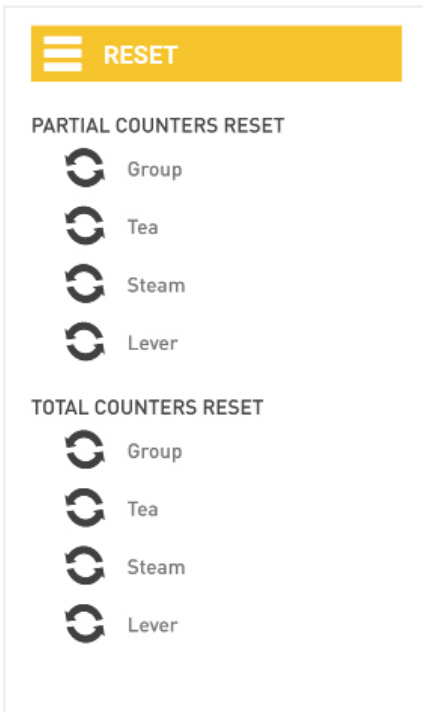 RESET
PARTIAL COUNTERS RESET
Group
Tea
Steam
Lever
TOTAL COUNTERS RESET
Group
Tea
Steam
Lever